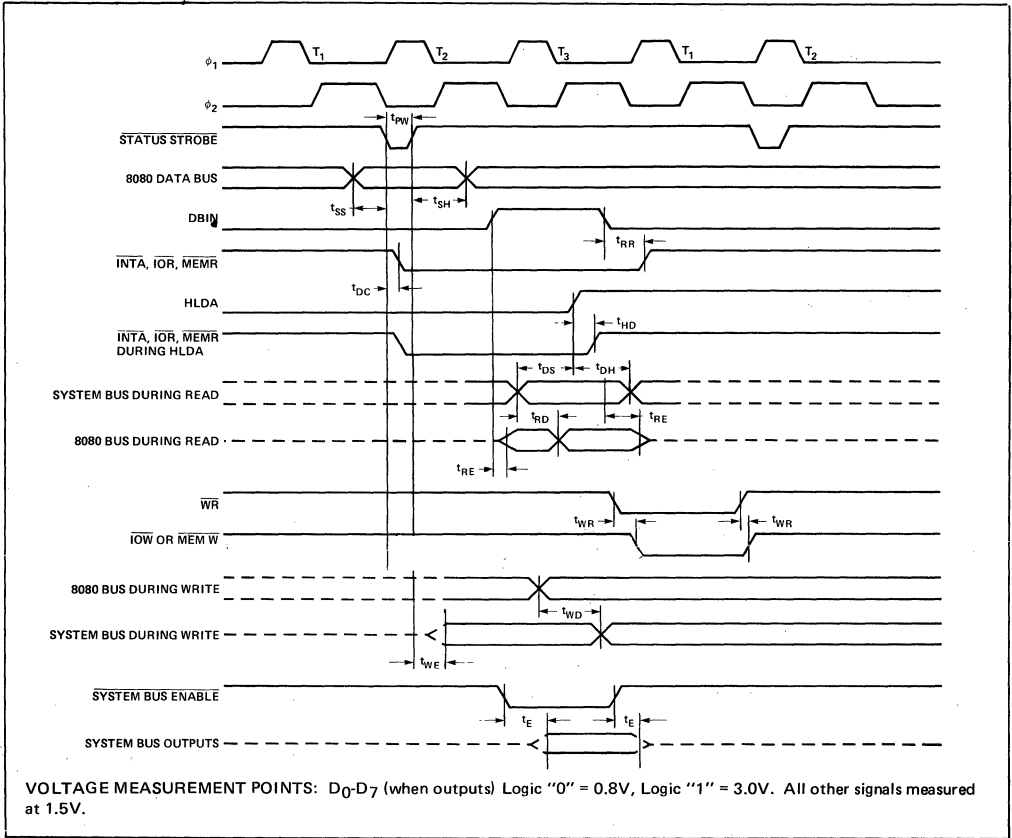 T1 T2 T3 T1 T2
ϕ1
ϕ2
tPW
STATUS STROBE
8080 DATA BUS
tSS tSH
DBIN
tRR
INTA, IOR, MEMR
tDC
HLDA
tHD
INTA, IOR, MEMR
DURING HLDA
tDS tDH
SYSTEM BUS DURING READ
tRD tRE
8080 BUS DURING READ
tRE
WR
tWR tWR
IOW OR MEM W
8080 BUS DURING WRITE
tWD
SYSTEM BUS DURING WRITE
tWE
SYSTEM BUS ENABLE
tE tE
SYSTEM BUS OUTPUTS
VOLTAGE MEASUREMENT POINTS: D0-D7 (when outputs) Logic "0" = 0.8V, Logic "1" = 3.0V. All other signals measured
at 1.5V.